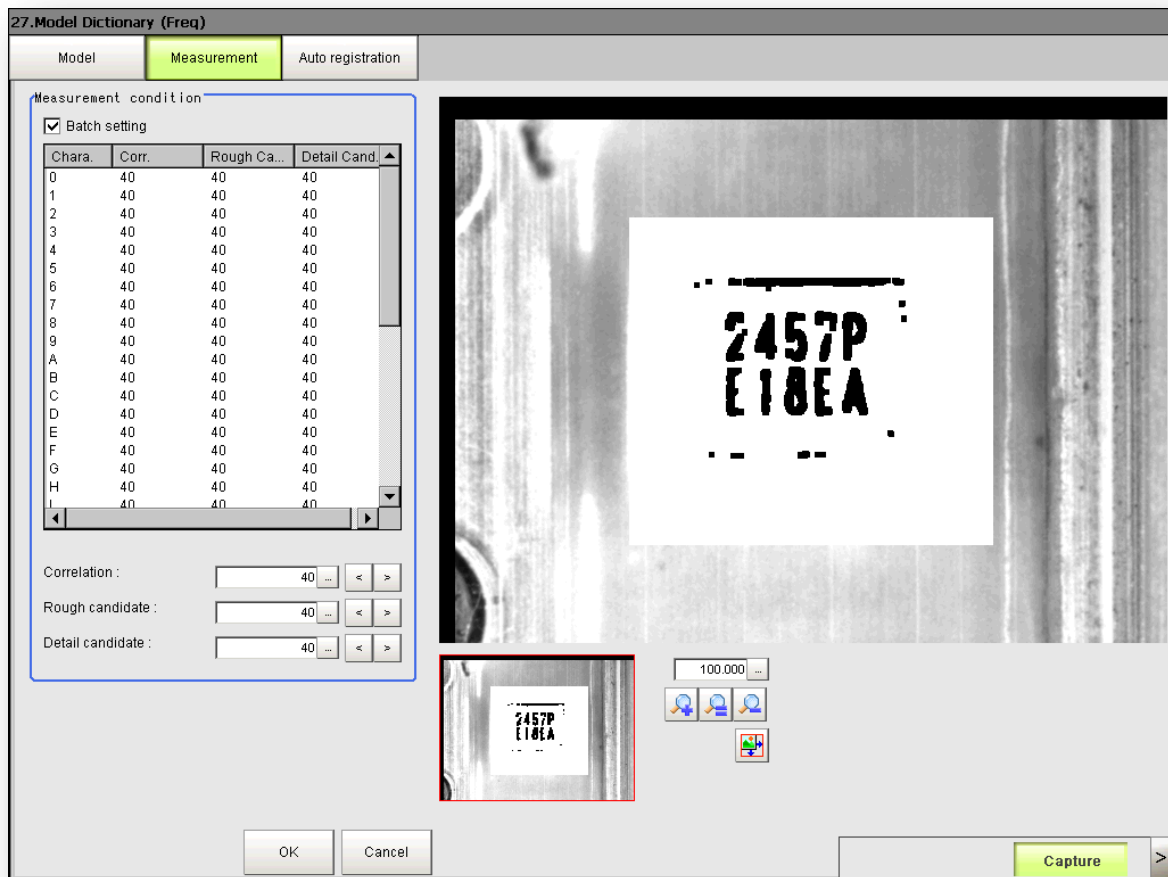 27.Model Dictionary (Freq)
Model Measurement Auto registration
Measurement condition
Batch setting
Chara. Corr. Rough Ca... Detail Cand.
0 40 40 40
1 40 40 40
2 40 40 40
3 40 40 40
4 40 40 40
5 40 40 40
6 40 40 40
7 40 40 40
8 40 40 40
9 40 40 40
A 40 40 40
B 40 40 40
C 40 40 40
D 40 40 40
E 40 40 40
F 40 40 40
G 40 40 40
H 40 40 40
40 40 40
Correlation : 40 ... < >
Rough candidate : 40 ... < >
Detail candidate : 40 ... < >
2457P
E18EA
2457P
E18EA
100.000 ...
OK Cancel
Capture >